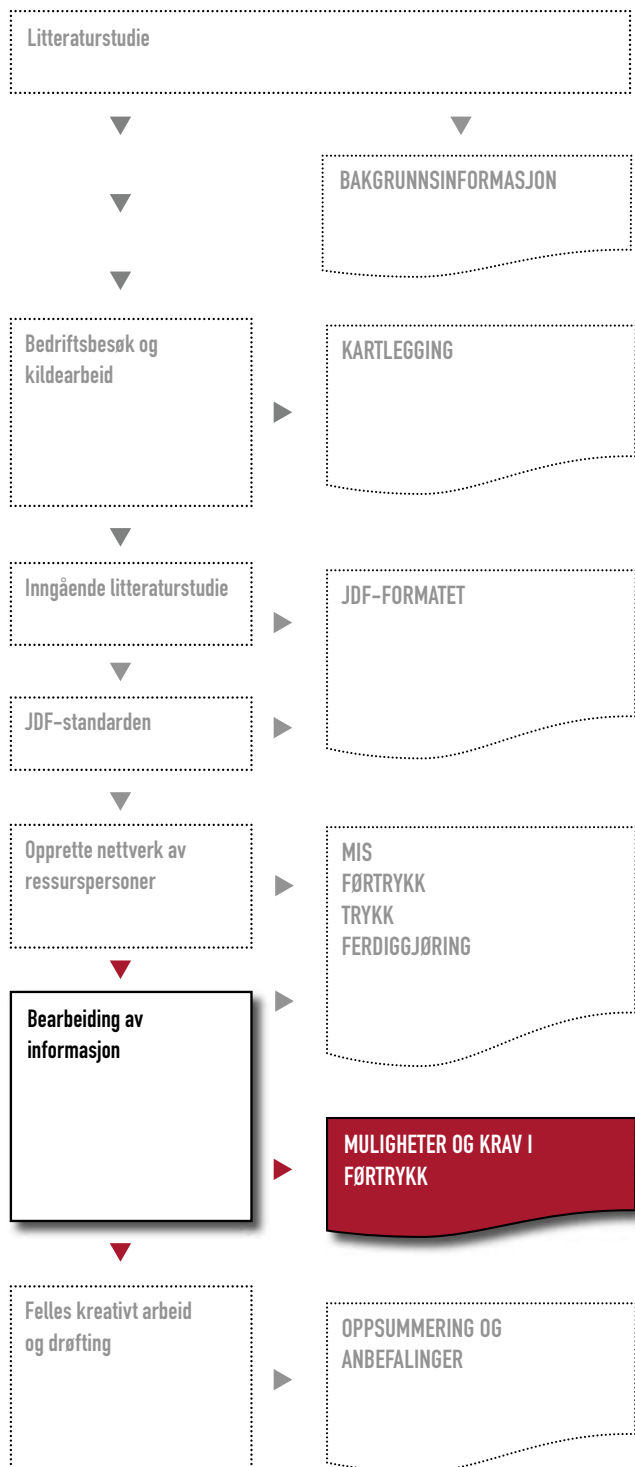 Litteraturstudie
BAKGRUNNSINFORMASJON
Bedriftsbesøk og
kildearbeid
KARTLEGGING
Inngående litteraturstudie
JDF-FORMATET
JDF-standarden
Opprette nettverk av
ressurspersoner
MIS
FØRTRYKK
TRYKK
FERDIGGJØRING
Bearbeiding av
informasjon
MULIGHETER OG KRAV I
FØRTRYKK
Felles kreativt arbeid
og drøfting
OPPSUMMERING OG
ANBEFALINGER